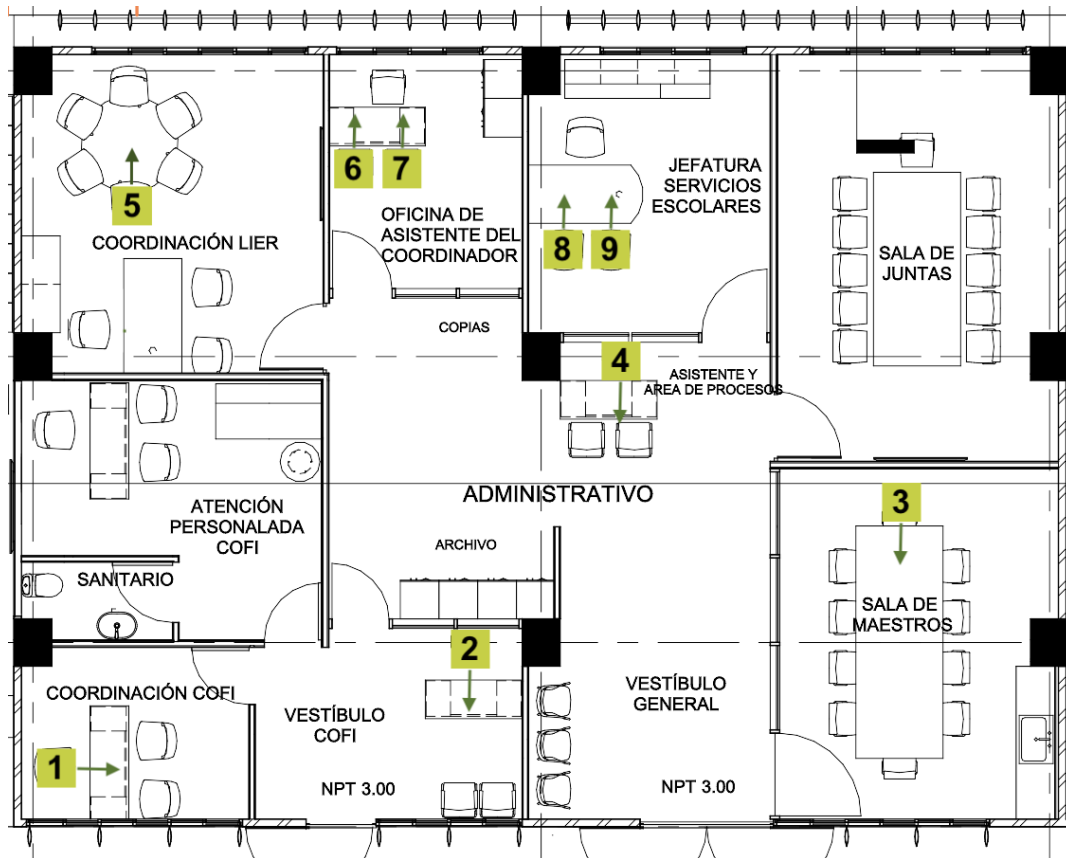 5
COORDINACIÓN LIER
6
7
OFICINA DE
ASISTENTE DEL
COORDINADOR
COPIAS
8
9
JEFATURA
SERVICIOS
ESCOLARES
SALA DE
JUNTAS
4
ASISTENTE Y
AREA DE PROCESOS
ADMINISTRATIVO
ATENCIÓN
PERSONALADA
COFI
ARCHIVO
SANITARIO
3
SALA DE
MAESTROS
COORDINACIÓN COFI
1
2
VESTÍBULO
COFI
NPT 3.00
VESTÍBULO
GENERAL
NPT 3.00